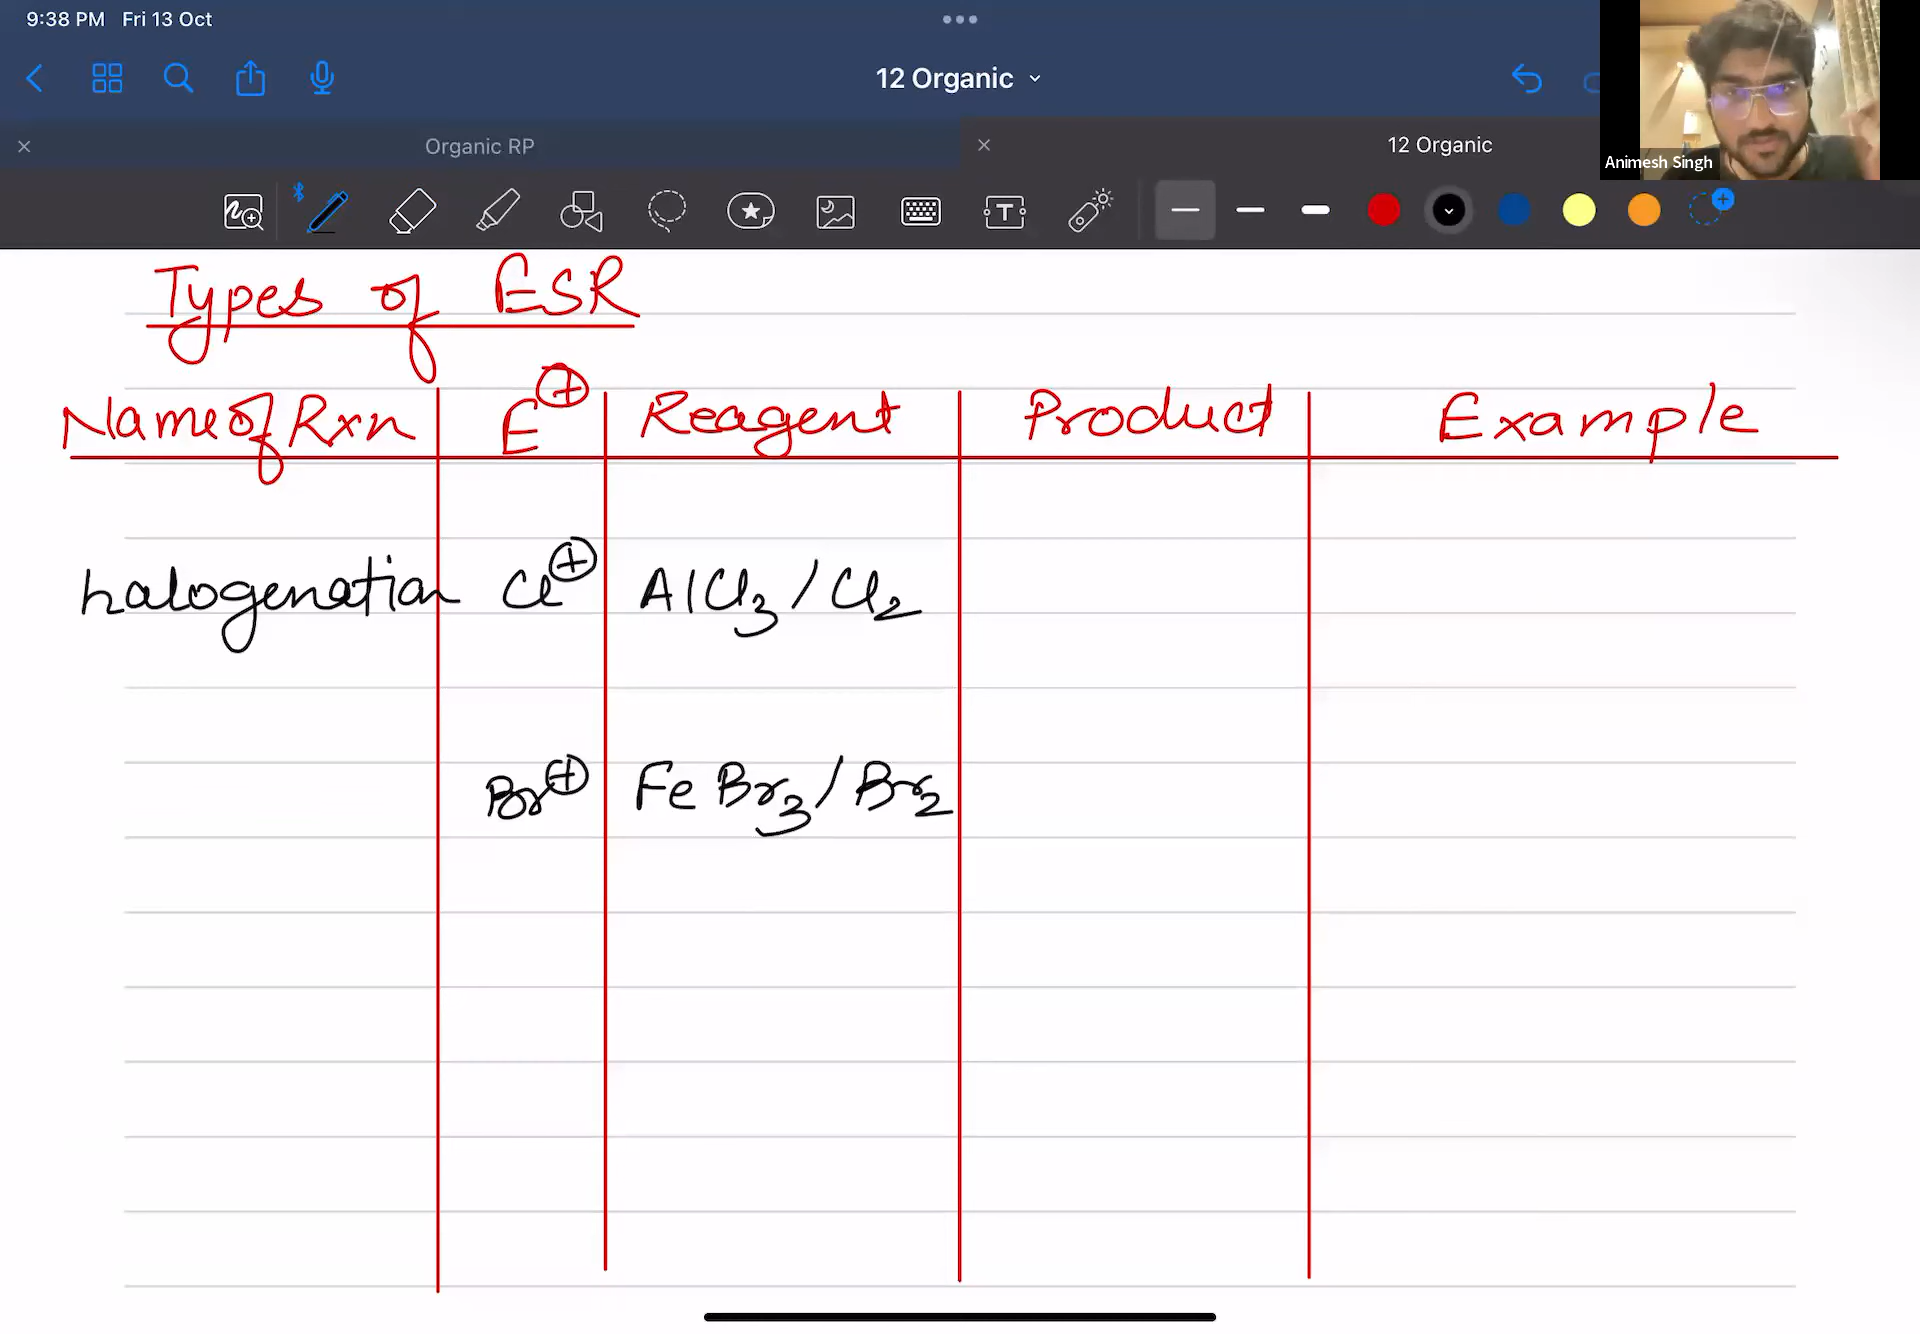 9:38 PM Fri 13 Oct
12 Organic
Organic RP
12 Organic
Animesh Singh
T
Types of ESR
Name of Rxn E⊕ Reagent Product Example
halogenation Cl⊕ AlCl3/Cl2
Br⊕ FeBr3/Br2